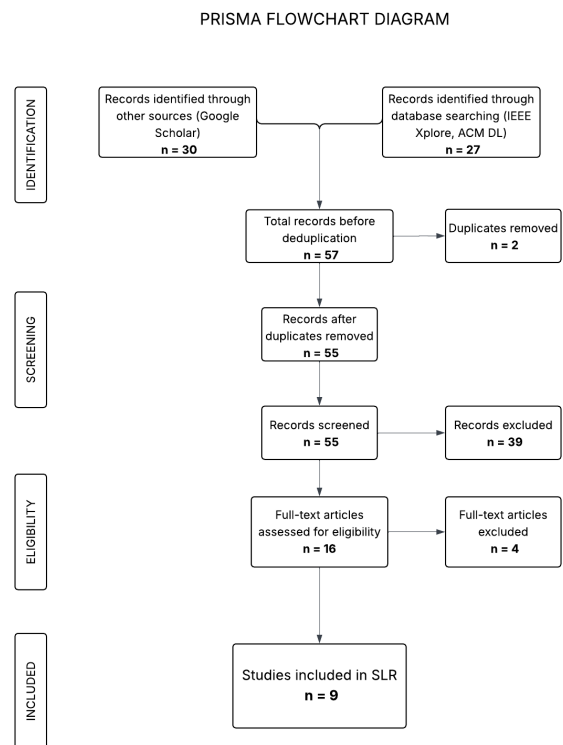 PRISMA FLOWCHART DIAGRAM
IDENTIFICATION
Records identified through
other sources (Google
Scholar)
n = 30
Records identified through
database searching (IEEE
Xplore, ACM DL)
n = 27
Total records before
deduplication
n = 57
Duplicates removed
n = 2
SCREENING
Records after
duplicates removed
n = 55
Records screened
n = 55
Records excluded
n = 39
ELIGIBILITY
Full-text articles
assessed for eligibility
n = 16
Full-text articles
excluded
n = 4
INCLUDED
Studies included in SLR
n = 9